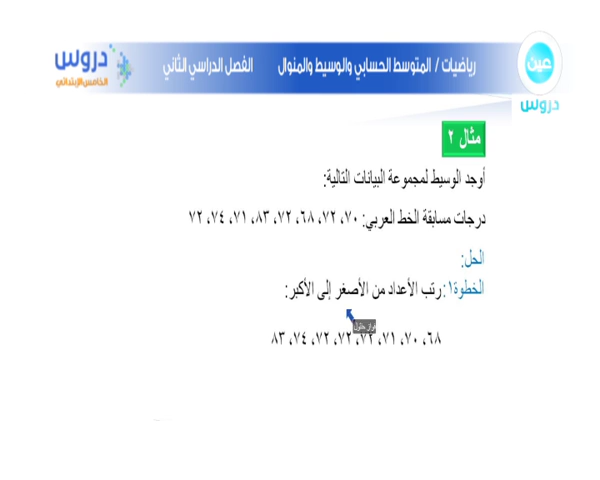 دروس
الخامس الإبتدائي
رياضيات / المتوسط الحسابي والوسيط والمنوال
الفصل الدراسي الثاني
عين
دروس
مثال ٢
أوجد الوسيط لمجموعة البيانات التالية:
درجات مسابقة الخط العربي: ٧٠، ٧٢، ٦٨، ٧٢، ٨٣، ٧١، ٧٤، ٧٢
الحل:
الخطوة١: رتب الأعداد من الأصغر إلى الأكبر:
٦٨، ٧٠، ٧١، ٧٢، ٧٢، ٧٢، ٧٤، ٨٣